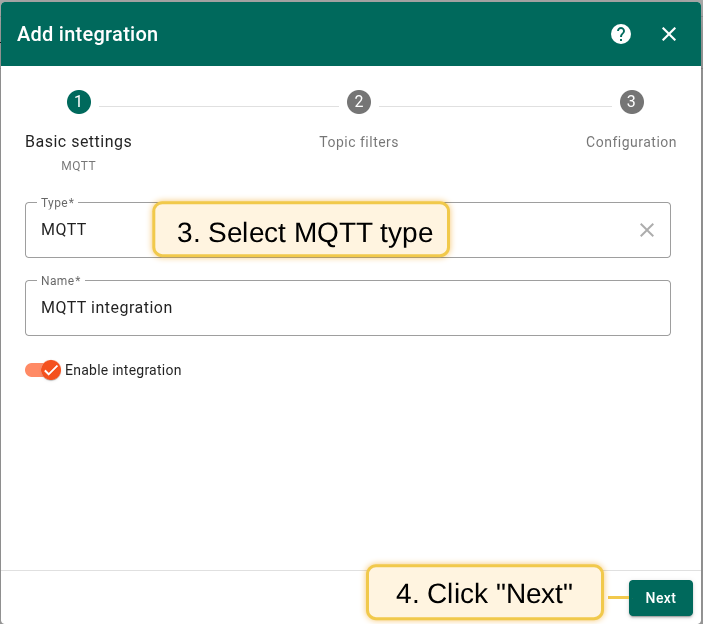 Add integration
?
1
2
3
Basic settings
Topic filters
Configuration
MQTT
Type*
MQTT
3. Select MQTT type
Name*
MQTT integration
Enable integration
4. Click "Next"
Next